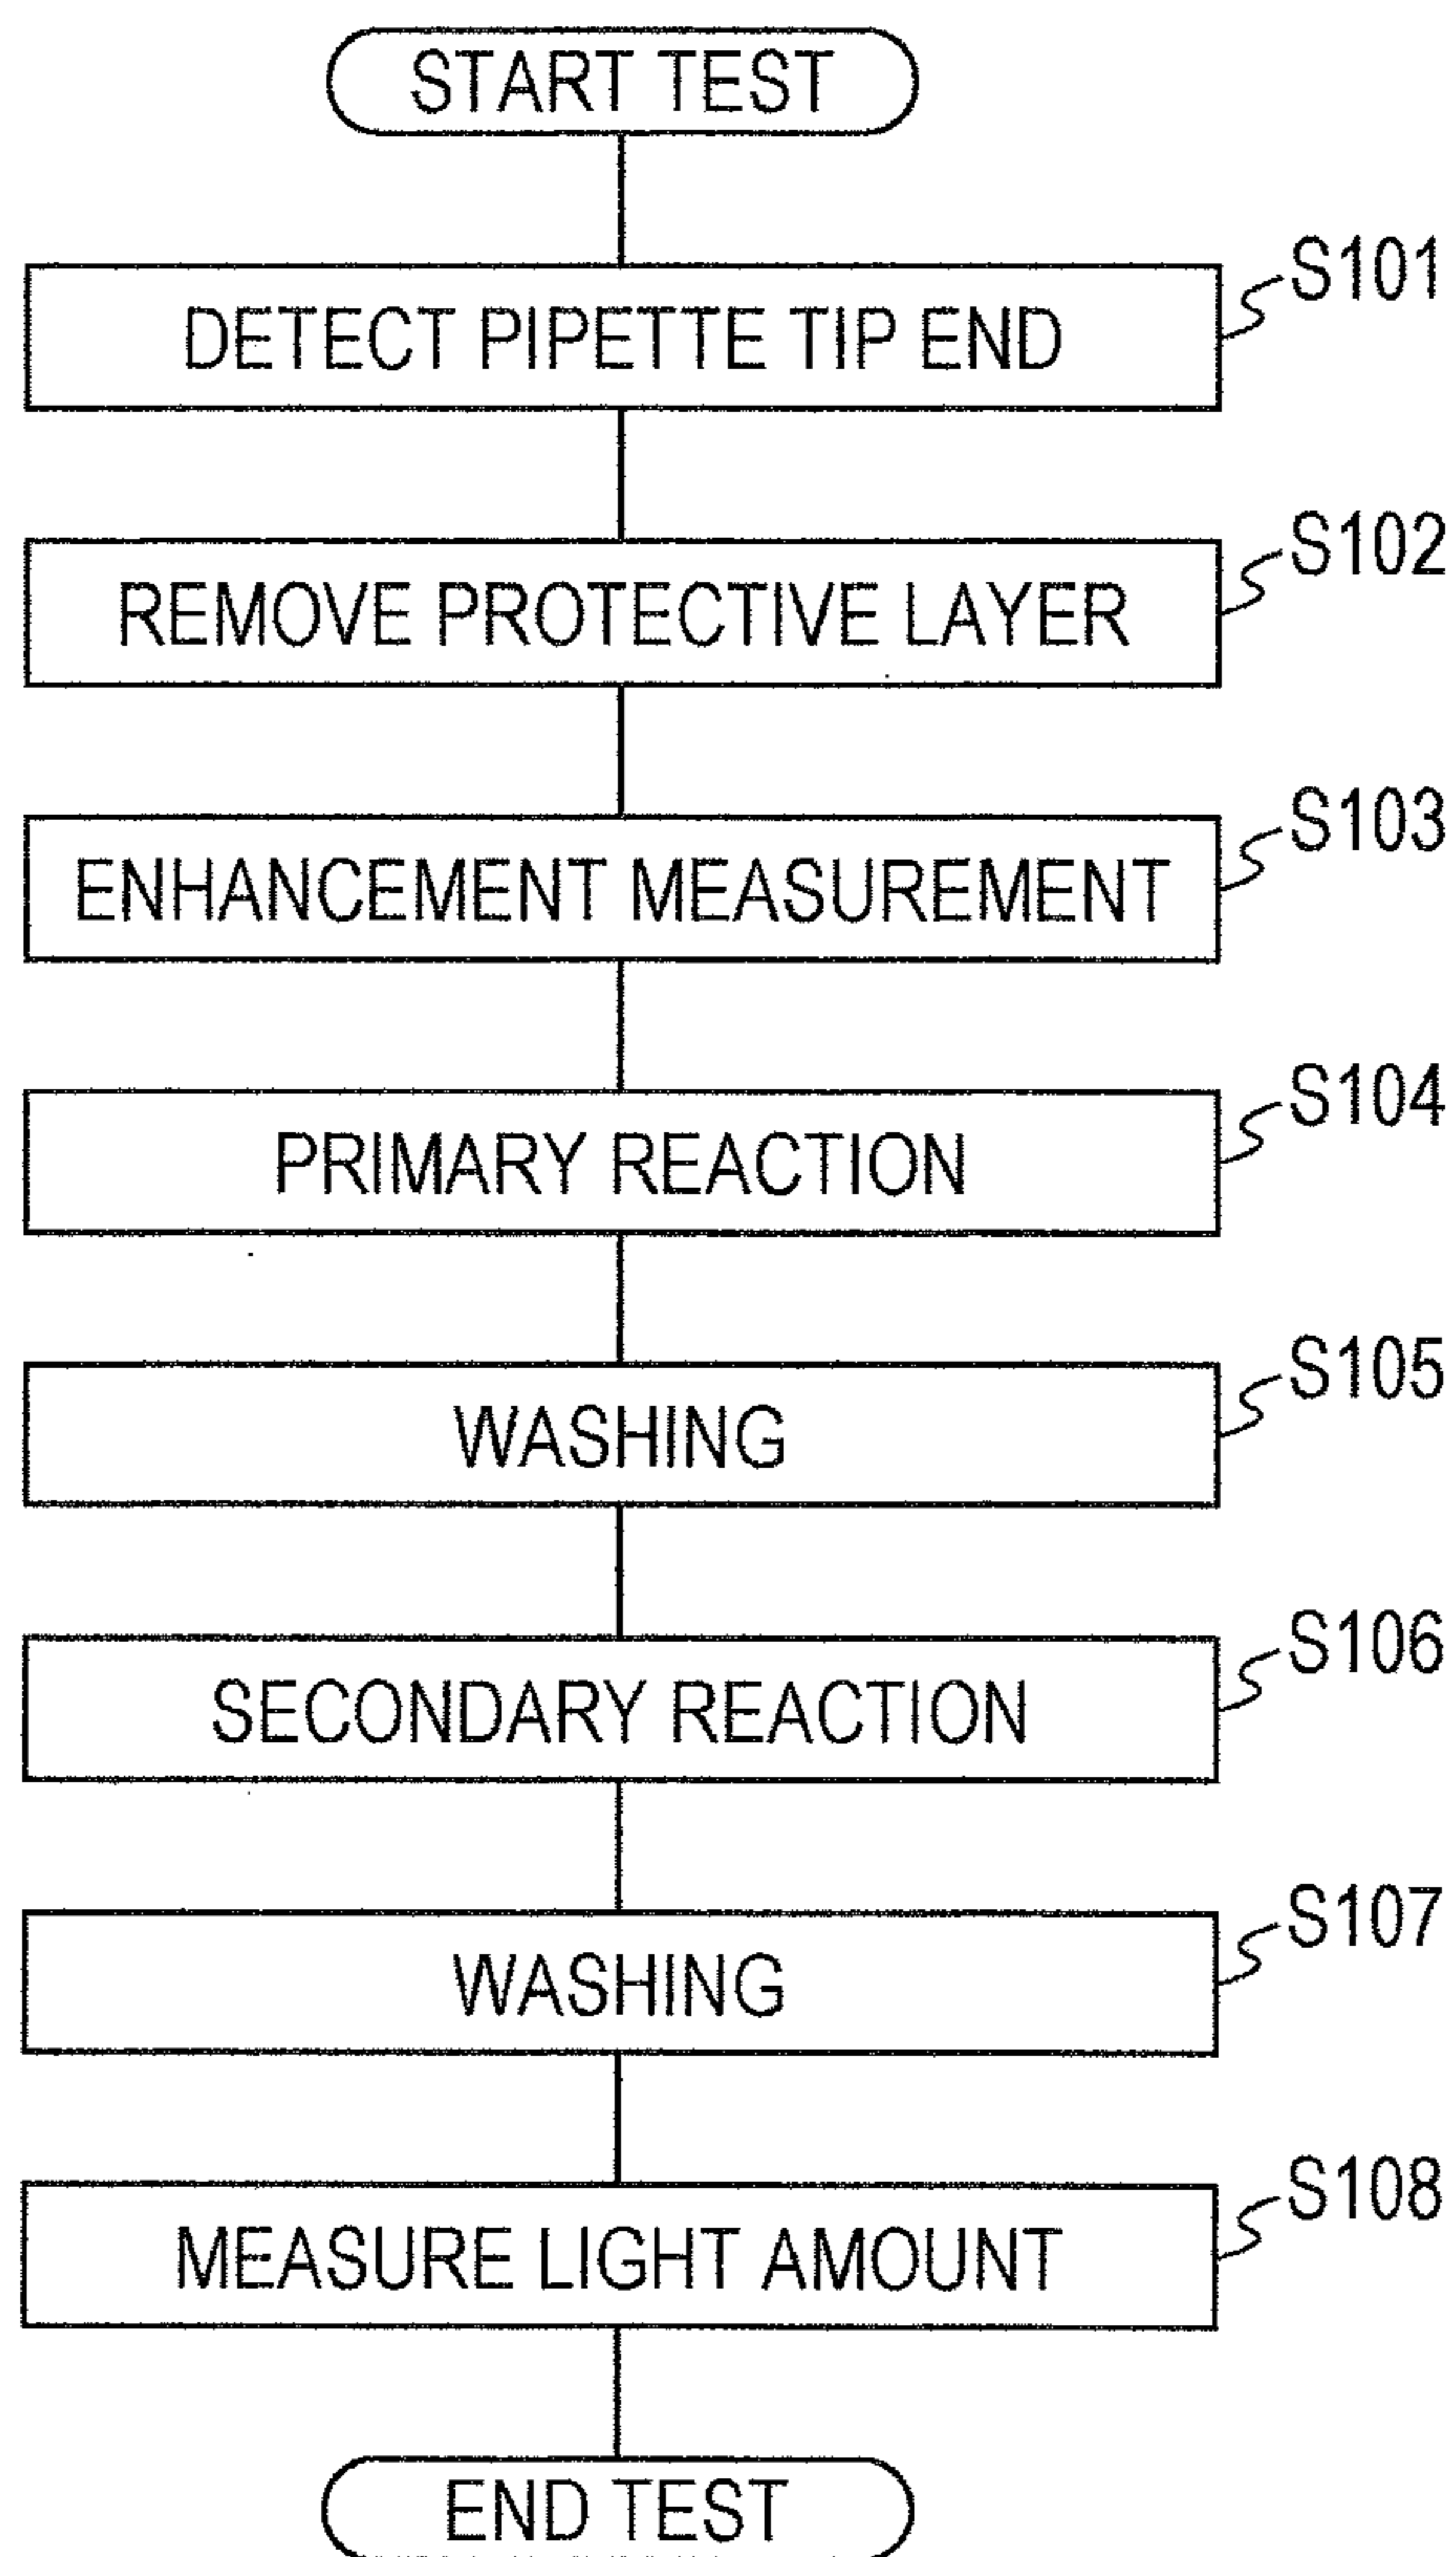 START TEST
S101
DETECT PIPETTE TIP END
S102
REMOVE PROTECTIVE LAYER
S103
ENHANCEMENT MEASUREMENT
S104
PRIMARY REACTION
S105
WASHING
S106
SECONDARY REACTION
S107
WASHING
S108
MEASURE LIGHT AMOUNT
END TEST